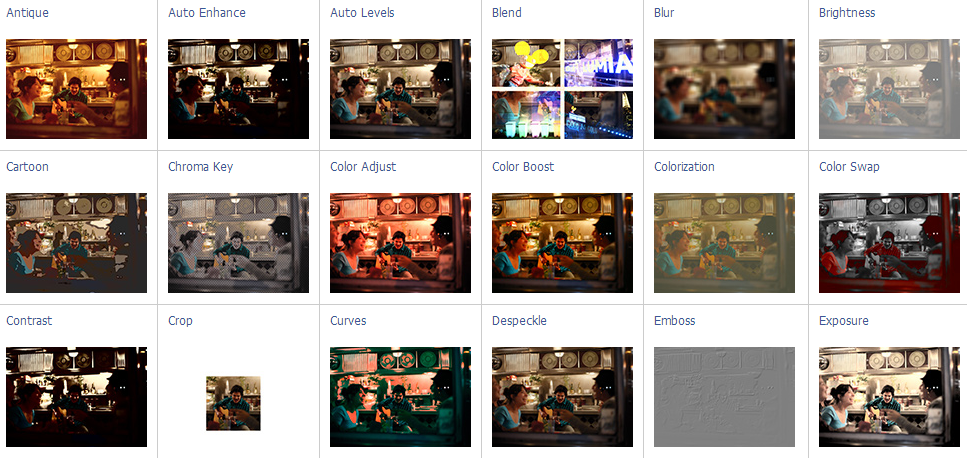 Antique Auto Enhance Auto Levels Blend Blur Brightness
Cartoon Chroma Key Color Adjust Color Boost Colorization Color Swap
Contrast Crop Curves Despeckle Emboss Exposure